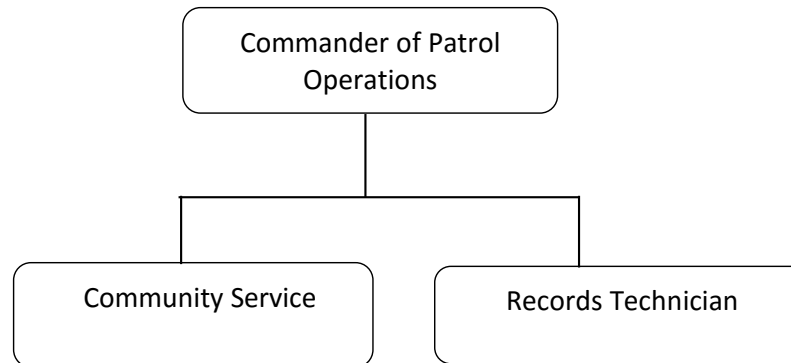 Commander of Patrol
Operations
Community Service
Records Technician